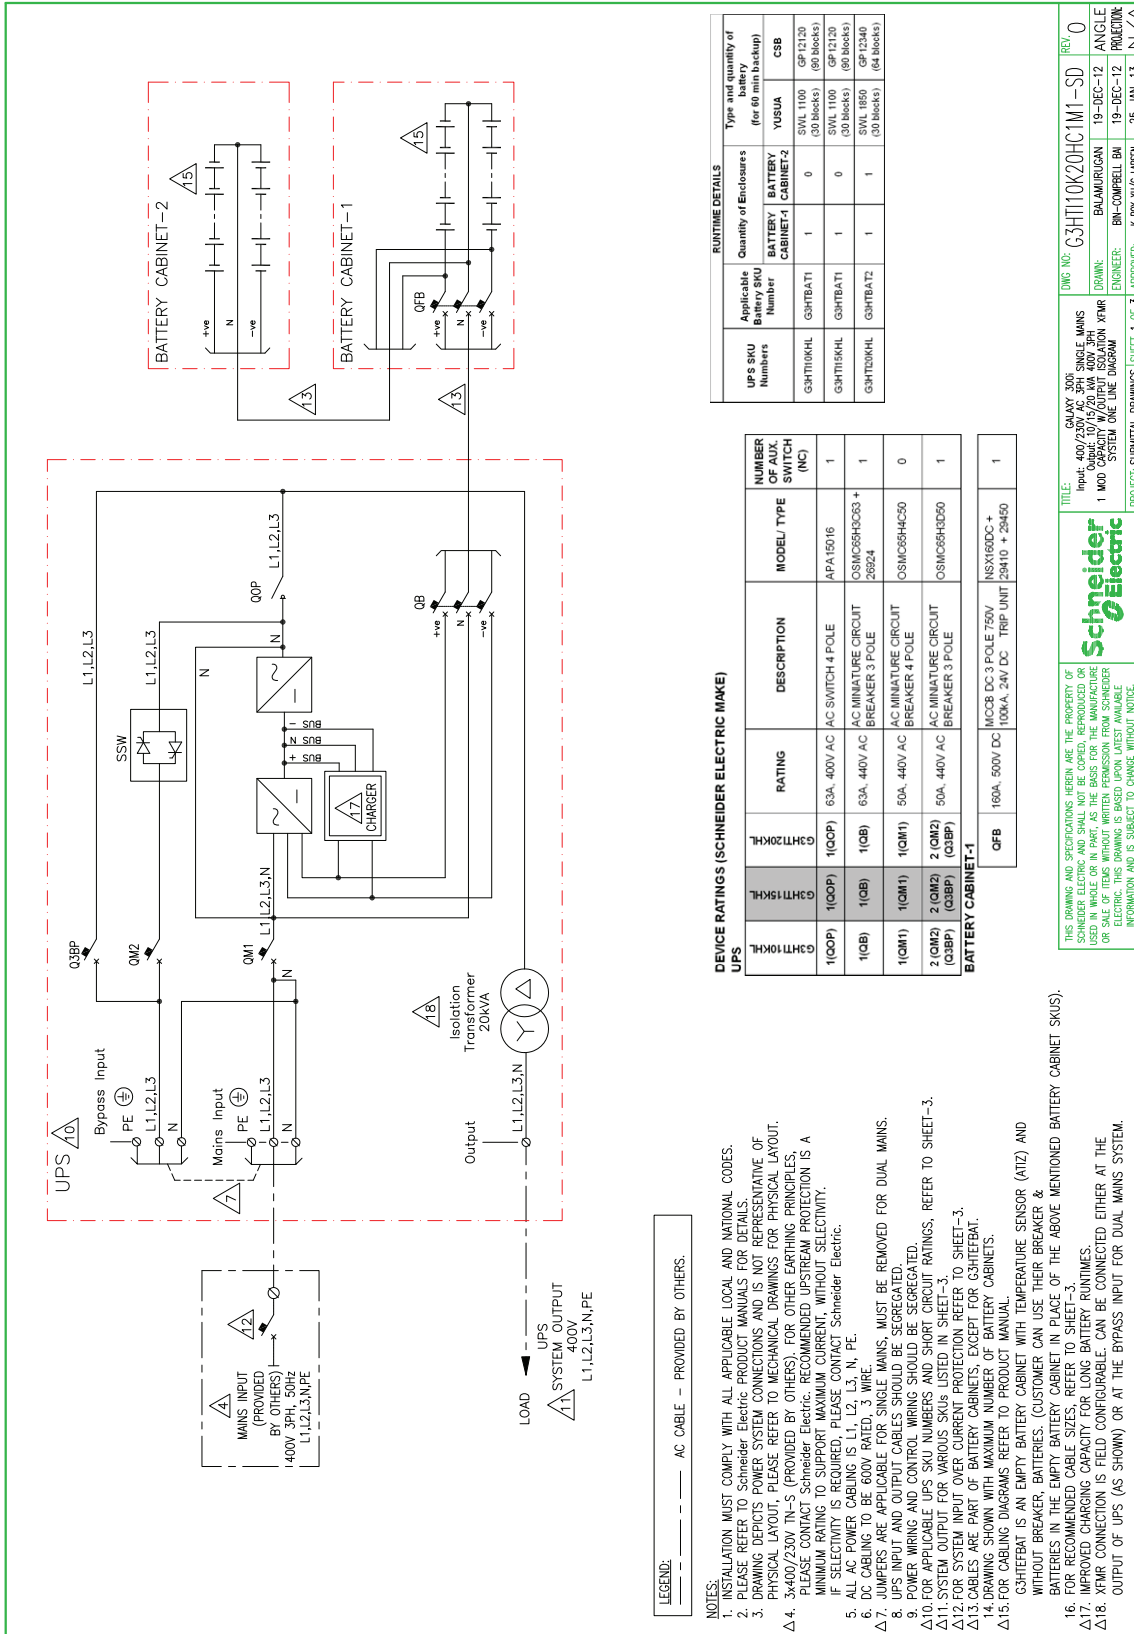 BATTERY CABINET-2
+ve
N
-ve
15
BATTERY CABINET-1
15
QFB
+ve
N
-ve
13
13
UPS
10
Bypass Input
PE
L1,L2,L3
N
Mains Input
PE
L1,L2,L3
N
7
Q3BP
QM2
QM1
L1,L2,L3,N
N
L1,L2,L3
SSW
L1,L2,L3
N
N
QOP
L1,L2,L3
BUS +
BUS N
BUS -
17
CHARGER
QB
+ve
N
-ve
18
Isolation
Transformer
20kVA
Output
L1,L2,L3,N
12
4
MAINS INPUT
(PROVIDED
BY OTHERS)
400V 3PH, 50Hz
L1,L2,L3,N,PE
LOAD
UPS
SYSTEM OUTPUT
400V
L1,L2,L3,N,PE
11
LEGEND:
AC CABLE - PROVIDED BY OTHERS.
NOTES:
1. INSTALLATION MUST COMPLY WITH ALL APPLICABLE LOCAL AND NATIONAL CODES.
2. PLEASE REFER TO Schneider Electric PRODUCT MANUALS FOR DETAILS.
3. DRAWING DEPICTS POWER SYSTEM CONNECTIONS AND IS NOT REPRESENTATIVE OF
PHYSICAL LAYOUT, PLEASE REFER TO MECHANICAL DRAWINGS FOR PHYSICAL LAYOUT.
△4. 3x400/230V TN-S (PROVIDED BY OTHERS). FOR OTHER EARTHING PRINCIPLES,
PLEASE CONTACT Schneider Electric. RECOMMENDED UPSTREAM PROTECTION IS A
MINIMUM RATING TO SUPPORT MAXIMUM CURRENT, WITHOUT SELECTIVITY.
IF SELECTIVITY IS REQUIRED, PLEASE CONTACT Schneider Electric.
5. ALL AC POWER CABLING IS L1, L2, L3, N, PE.
6. DC CABLING TO BE 600V RATED, 3 WIRE.
△7. JUMPERS ARE APPLICABLE FOR SINGLE MAINS, MUST BE REMOVED FOR DUAL MAINS.
8. UPS INPUT AND OUTPUT CABLES SHOULD BE SEGREGATED.
9. POWER WIRING AND CONTROL WIRING SHOULD BE SEGREGATED.
△10. FOR APPLICABLE UPS SKU NUMBERS AND SHORT CIRCUIT RATINGS, REFER TO SHEET-3.
△11. SYSTEM OUTPUT FOR VARIOUS SKUs LISTED IN SHEET-3.
△12. FOR SYSTEM INPUT OVER CURRENT PROTECTION REFER TO SHEET-3.
△13. CABLES ARE PART OF BATTERY CABINETS, EXCEPT FOR G3HTEFBAT.
14. DRAWING SHOWN WITH MAXIMUM NUMBER OF BATTERY CABINETS.
△15. FOR CABLING DIAGRAMS REFER TO PRODUCT MANUAL.
G3HTEFBAT IS AN EMPTY BATTERY CABINET WITH TEMPERATURE SENSOR (ATIZ) AND
WITHOUT BREAKER, BATTERIES. (CUSTOMER CAN USE THEIR BREAKER &
BATTERIES IN THE EMPTY BATTERY CABINET IN PLACE OF THE ABOVE MENTIONED BATTERY CABINET SKUS).
16. FOR RECOMMENDED CABLE SIZES, REFER TO SHEET-3.
△17. IMPROVED CHARGING CAPACITY FOR LONG BATTERY RUNTIMES.
△18. XFMR CONNECTION IS FIELD CONFIGURABLE. CAN BE CONNECTED EITHER AT THE
OUTPUT OF UPS (AS SHOWN) OR AT THE BYPASS INPUT FOR DUAL MAINS SYSTEM.
DEVICE RATINGS (SCHNEIDER ELECTRIC MAKE)
UPS
G3HTI10KHL G3HTI15KHL G3HTI20KHL RATING DESCRIPTION MODEL/ TYPE NUMBER OF AUX. SWITCH (NC)
1(QOP) 1(QOP) 1(QOP) 63A, 400V AC AC SWITCH 4 POLE APA15016 1
1(QB) 1(QB) 1(QB) 63A, 440V AC AC MINIATURE CIRCUIT BREAKER 3 POLE OSMC65H3C63 + 26924 1
1(QM1) 1(QM1) 1(QM1) 50A, 440V AC AC MINIATURE CIRCUIT BREAKER 4 POLE OSMC65H4C50 0
2 (QM2) (Q3BP) 2 (QM2) (Q3BP) 2 (QM2) (Q3BP) 50A, 440V AC AC MINIATURE CIRCUIT BREAKER 3 POLE OSMC65H3D50 1
BATTERY CABINET-1
QFB 160A, 500V DC MCCB DC 3 POLE 750V 100kA, 24V DC TRIP UNIT NSX160DC + 29410 + 29450 1
RUNTIME DETAILS
UPS SKU Numbers Applicable Battery SKU Number Quantity of Enclosures Type and quantity of battery (for 60 min backup)
BATTERY CABINET-1 BATTERY CABINET-2 YUSUA CSB
G3HTI10KHL G3HTBAT1 1 0 SWL 1100 (30 blocks) GP12120 (90 blocks)
G3HTI15KHL G3HTBAT1 1 0 SWL 1100 (30 blocks) GP12120 (90 blocks)
G3HTI20KHL G3HTBAT2 1 1 SWL 1850 (30 blocks) GP12340 (64 blocks)
THIS DRAWING AND SPECIFICATIONS HEREIN ARE THE PROPERTY OF
SCHNEIDER ELECTRIC AND SHALL NOT BE COPIED, REPRODUCED OR
USED IN WHOLE OR IN PART, AS THE BASIS FOR THE MANUFACTURE
OR SALE OF ITEMS WITHOUT WRITTEN PERMISSION FROM SCHNEIDER
ELECTRIC. THIS DRAWING IS BASED UPON LATEST AVAILABLE
INFORMATION AND IS SUBJECT TO CHANGE WITHOUT NOTICE.
Schneider
Electric
TITLE: GALAXY 300i
Input: 400/230V AC 3PH SINGLE MAINS
Output: 10/15/20 kVA 400V 3PH
1 MOD CAPACITY W/OUTPUT ISOLATION XFMR
SYSTEM ONE LINE DIAGRAM
PROJECT: SUBMITTAL DRAWINGS SHEET 1 OF 3
DWG NO: G3HTI10K20HC1M1-SD
REV. 0
DRAWN: BALAMURUGAN 19-DEC-12
ENGINEER: BIN-COMPBELL BAI 19-DEC-12
ANGLE
PROJECTION: